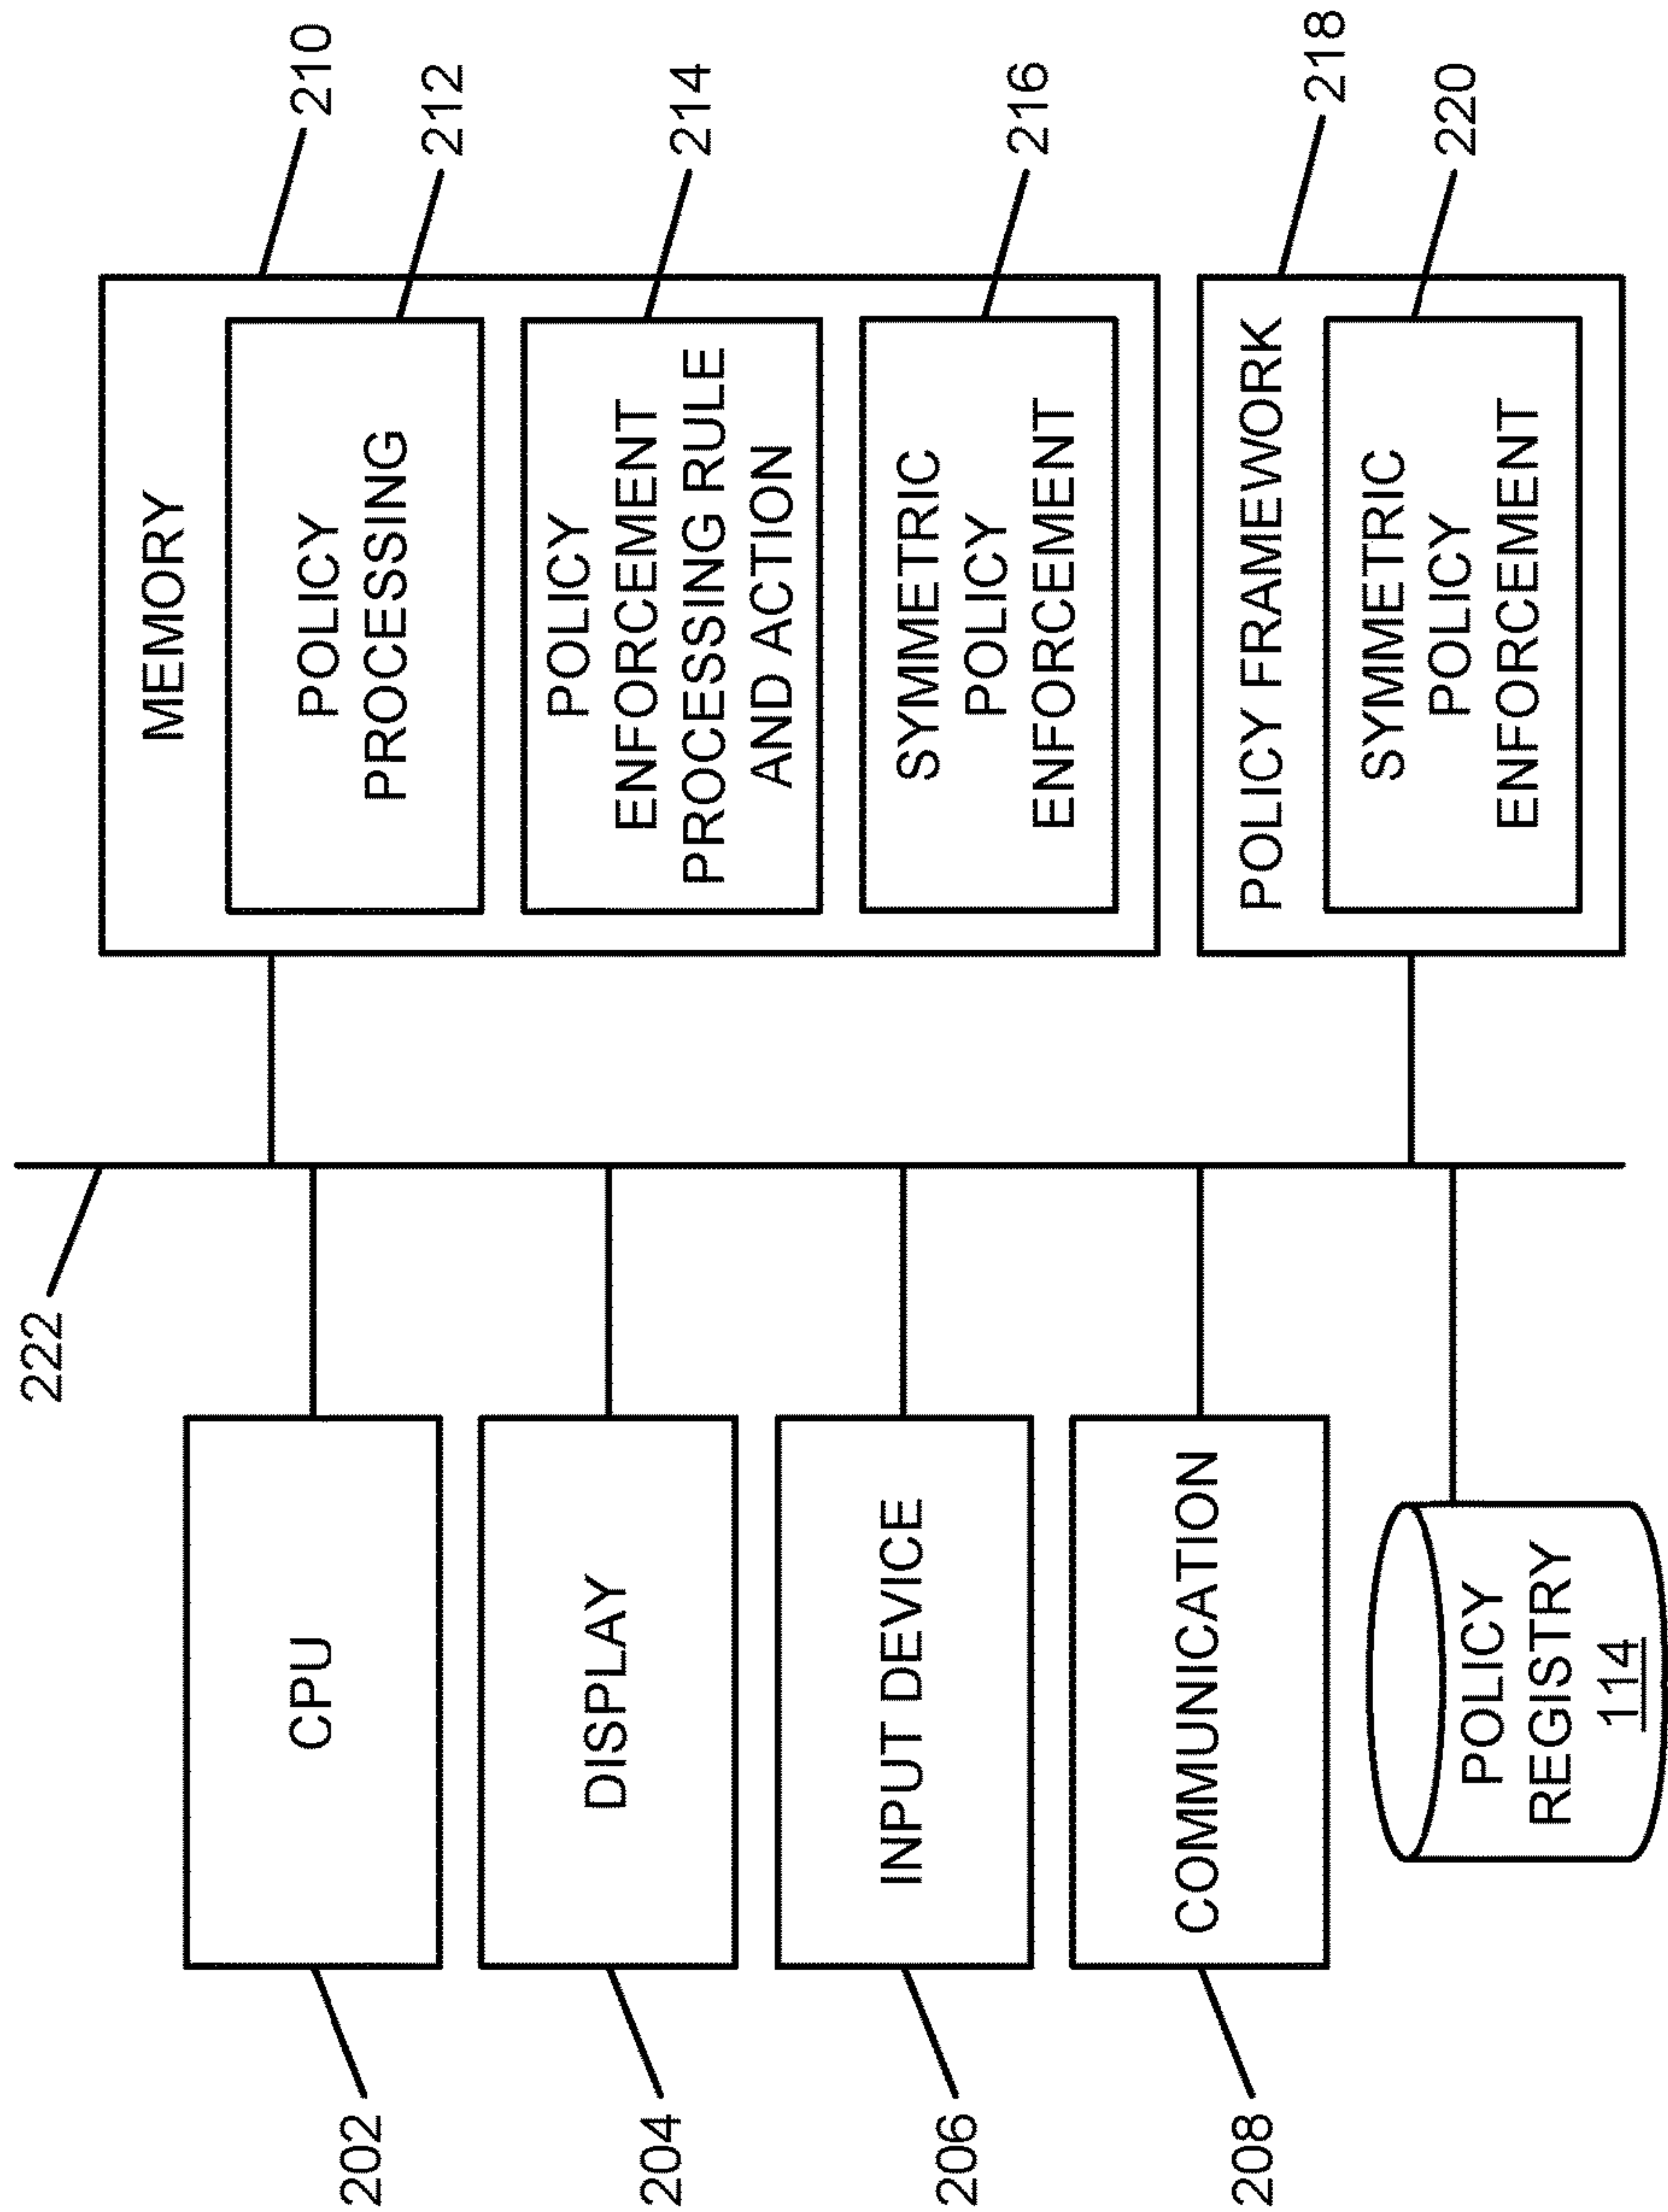 222
202
CPU
204
DISPLAY
206
INPUT DEVICE
208
COMMUNICATION
POLICY
REGISTRY
114
MEMORY
210
POLICY
PROCESSING
212
POLICY
ENFORCEMENT
PROCESSING RULE
AND ACTION
214
SYMMETRIC
POLICY
ENFORCEMENT
216
POLICY FRAMEWORK
218
SYMMETRIC
POLICY
ENFORCEMENT
220